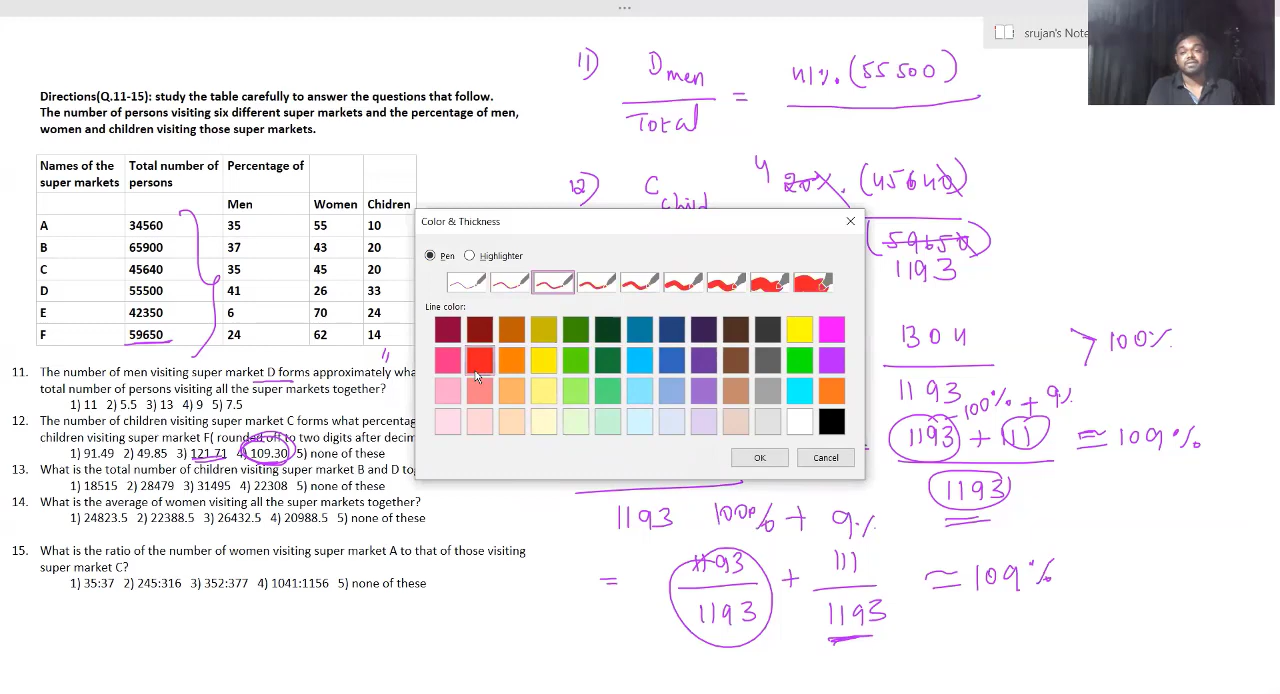 srujan's Note
Directions(Q.11-15): study the table carefully to answer the questions that follow.
The number of persons visiting six different super markets and the percentage of men,
women and children visiting those super markets.
Names of the super markets Total number of persons Percentage of
Men Women Chidren
A 34560 35 55 10
B 65900 37 43 20
C 45640 35 45 20
D 55500 41 26 33
E 42350 6 70 24
F 59650 24 62 14
11. The number of men visiting super market D forms approximately wha
total number of persons visiting all the super markets together?
1) 11 2) 5.5 3) 13 4) 9 5) 7.5
12. The number of children visiting super market C forms what percentag
children visiting super market F( rounded off to two digits after decim
1) 91.49 2) 49.85 3) 121.71 4) 109.30 5) none of these
13. What is the total number of children visiting super market B and D to
1) 18515 2) 28479 3) 31495 4) 22308 5) none of these
14. What is the average of women visiting all the super markets together?
1) 24823.5 2) 22388.5 3) 26432.5 4) 20988.5 5) none of these
15. What is the ratio of the number of women visiting super market A to that of those visiting
super market C?
1) 35:37 2) 245:316 3) 352:377 4) 1041:1156 5) none of these
11) D men = 41%. (55500)
Total
12) C child 4 20%. (45640)
(59650)
1193
Color & Thickness
Pen Highlighter
Line color:
OK Cancel
1304 > 100%
1193
100% + 9%
= 1193 + 111 ≈ 109%
1193
1193 100% + 9%
= 1193 + 111 ≈ 109%
1193 1193